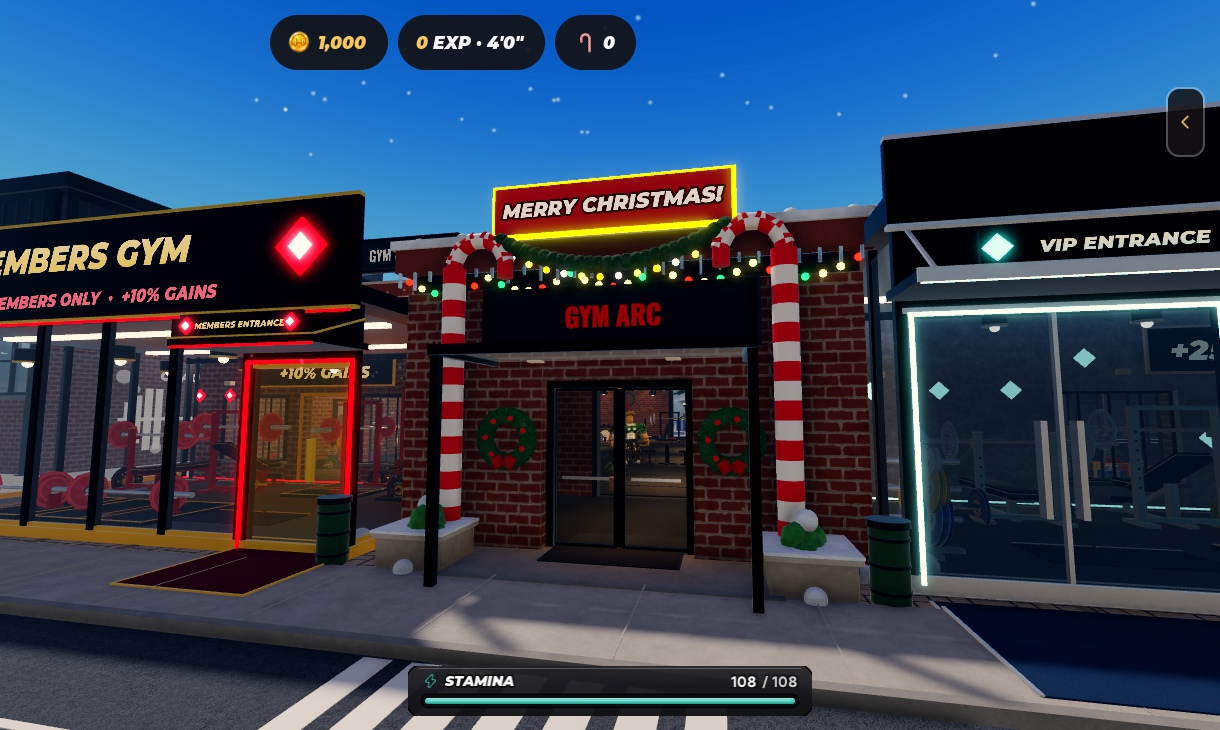 1,000
0 EXP • 4'0"
0
MERRY CHRISTMAS!
EMBERS GYM
EMBERS ONLY • +10% GAINS
MEMBERS ENTRANCE
+10% GAINS
GYM
GYM ARC
VIP ENTRANCE
+2
STAMINA
108 / 108